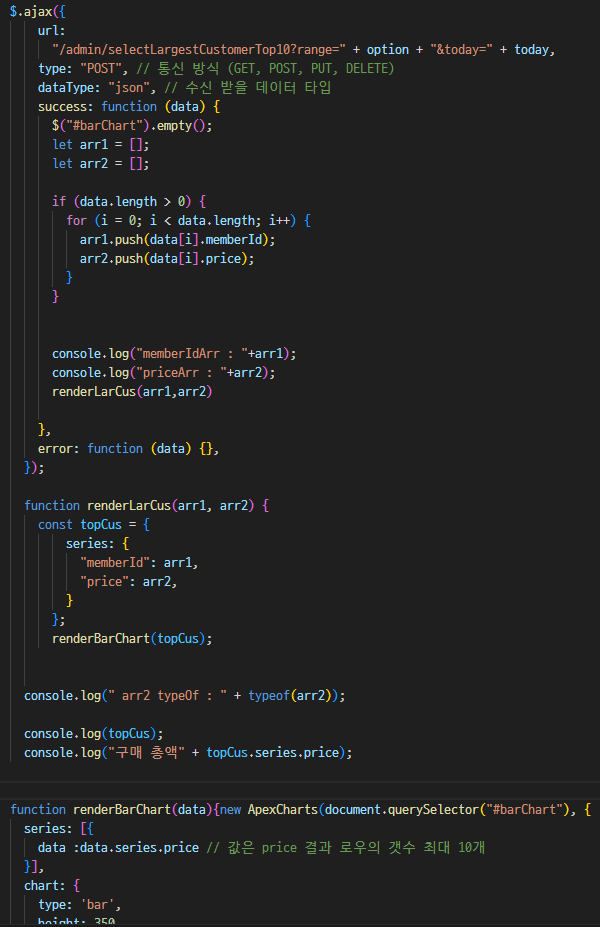 $.ajax({
url:
"/admin/selectLargestCustomerTop10?range=" + option + "&today=" + today,
type: "POST", // 통신 방식 (GET, POST, PUT, DELETE)
dataType: "json", // 수신 받을 데이터 타입
success: function (data) {
$("#barChart").empty();
let arr1 = [];
let arr2 = [];
if (data.length > 0) {
for (i = 0; i < data.length; i++) {
arr1.push(data[i].memberId);
arr2.push(data[i].price);
}
}
console.log("memberIdArr : "+arr1);
console.log("priceArr : "+arr2);
renderLarCus(arr1,arr2)
},
error: function (data) {},
});
function renderLarCus(arr1, arr2) {
const topCus = {
series: {
"memberId": arr1,
"price": arr2,
}
};
renderBarChart(topCus);
console.log(" arr2 typeOf : " + typeof(arr2));
console.log(topCus);
console.log("구매 총액" + topCus.series.price);
function renderBarChart(data){new ApexCharts(document.querySelector("#barChart"), {
series: [{
data :data.series.price // 값은 price 결과 로우의 갯수 최대 10개
}],
chart: {
type: 'bar',
height: 350